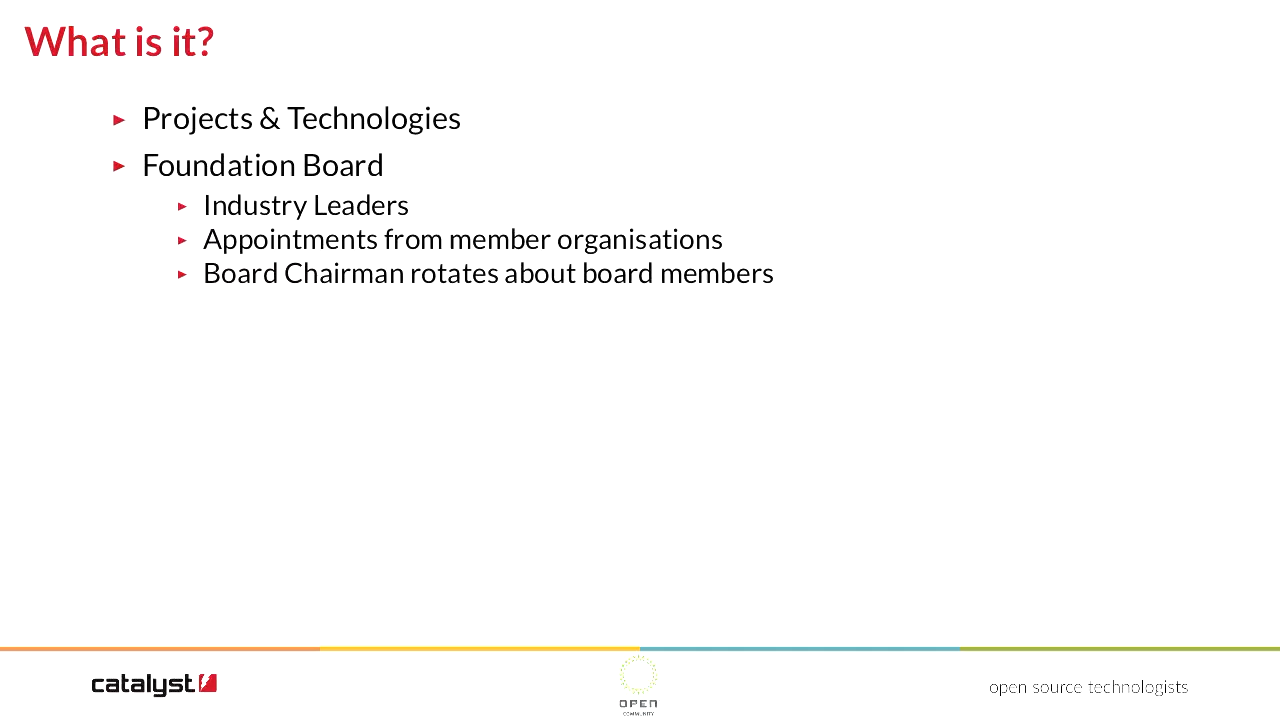 What is it?
▸ Projects & Technologies
▸ Foundation Board
▸ Industry Leaders
▸ Appointments from member organisations
▸ Board Chairman rotates about board members
catalyst
OPEN
COMMUNITY
open source technologists